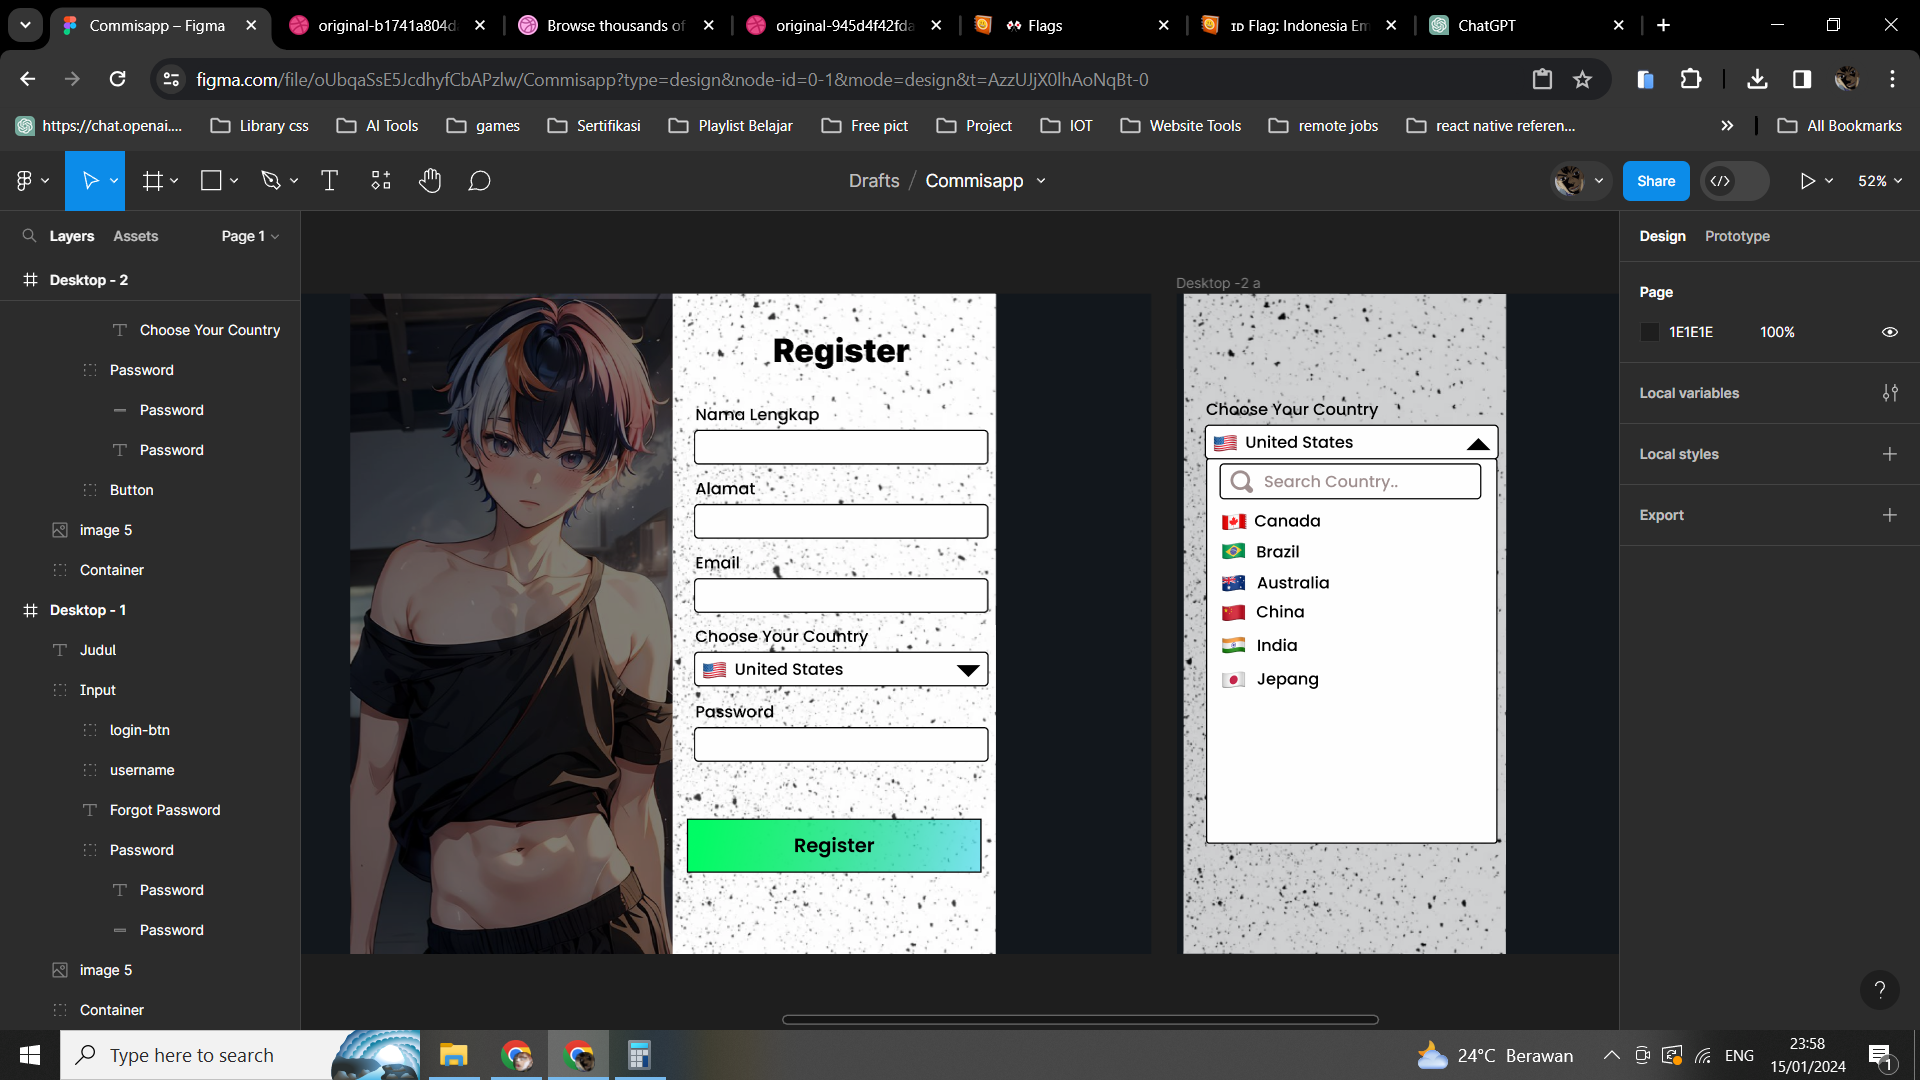 Commisapp – Figma
original-b1741a804d
Browse thousands of
original-945d4f42fda
Flags
ID Flag: Indonesia Em
ChatGPT
figma.com/file/oUbqaSsE5JcdhyfCbAPzlw/Commisapp?type=design&node-id=0-1&mode=design&t=AzzUJjX0lhAoNqBt-0
https://chat.openai....
Library css
AI Tools
games
Sertifikasi
Playlist Belajar
Free pict
Project
IOT
Website Tools
remote jobs
react native referen...
All Bookmarks
Drafts / Commisapp
Share
52%
Layers
Assets
Page 1
Desktop - 2
Choose Your Country
Password
Password
Password
Button
image 5
Container
Desktop - 1
Judul
Input
login-btn
username
Forgot Password
Password
Password
Password
image 5
Container
Register
Nama Lengkap
Alamat
Email
Choose Your Country
United States
Password
Register
Desktop -2 a
Choose Your Country
United States
Search Country..
Canada
Brazil
Australia
China
India
Jepang
Design
Prototype
Page
1E1E1E
100%
Local variables
Local styles
Export
?
Type here to search
24°C Berawan
ENG
23:58
15/01/2024
1